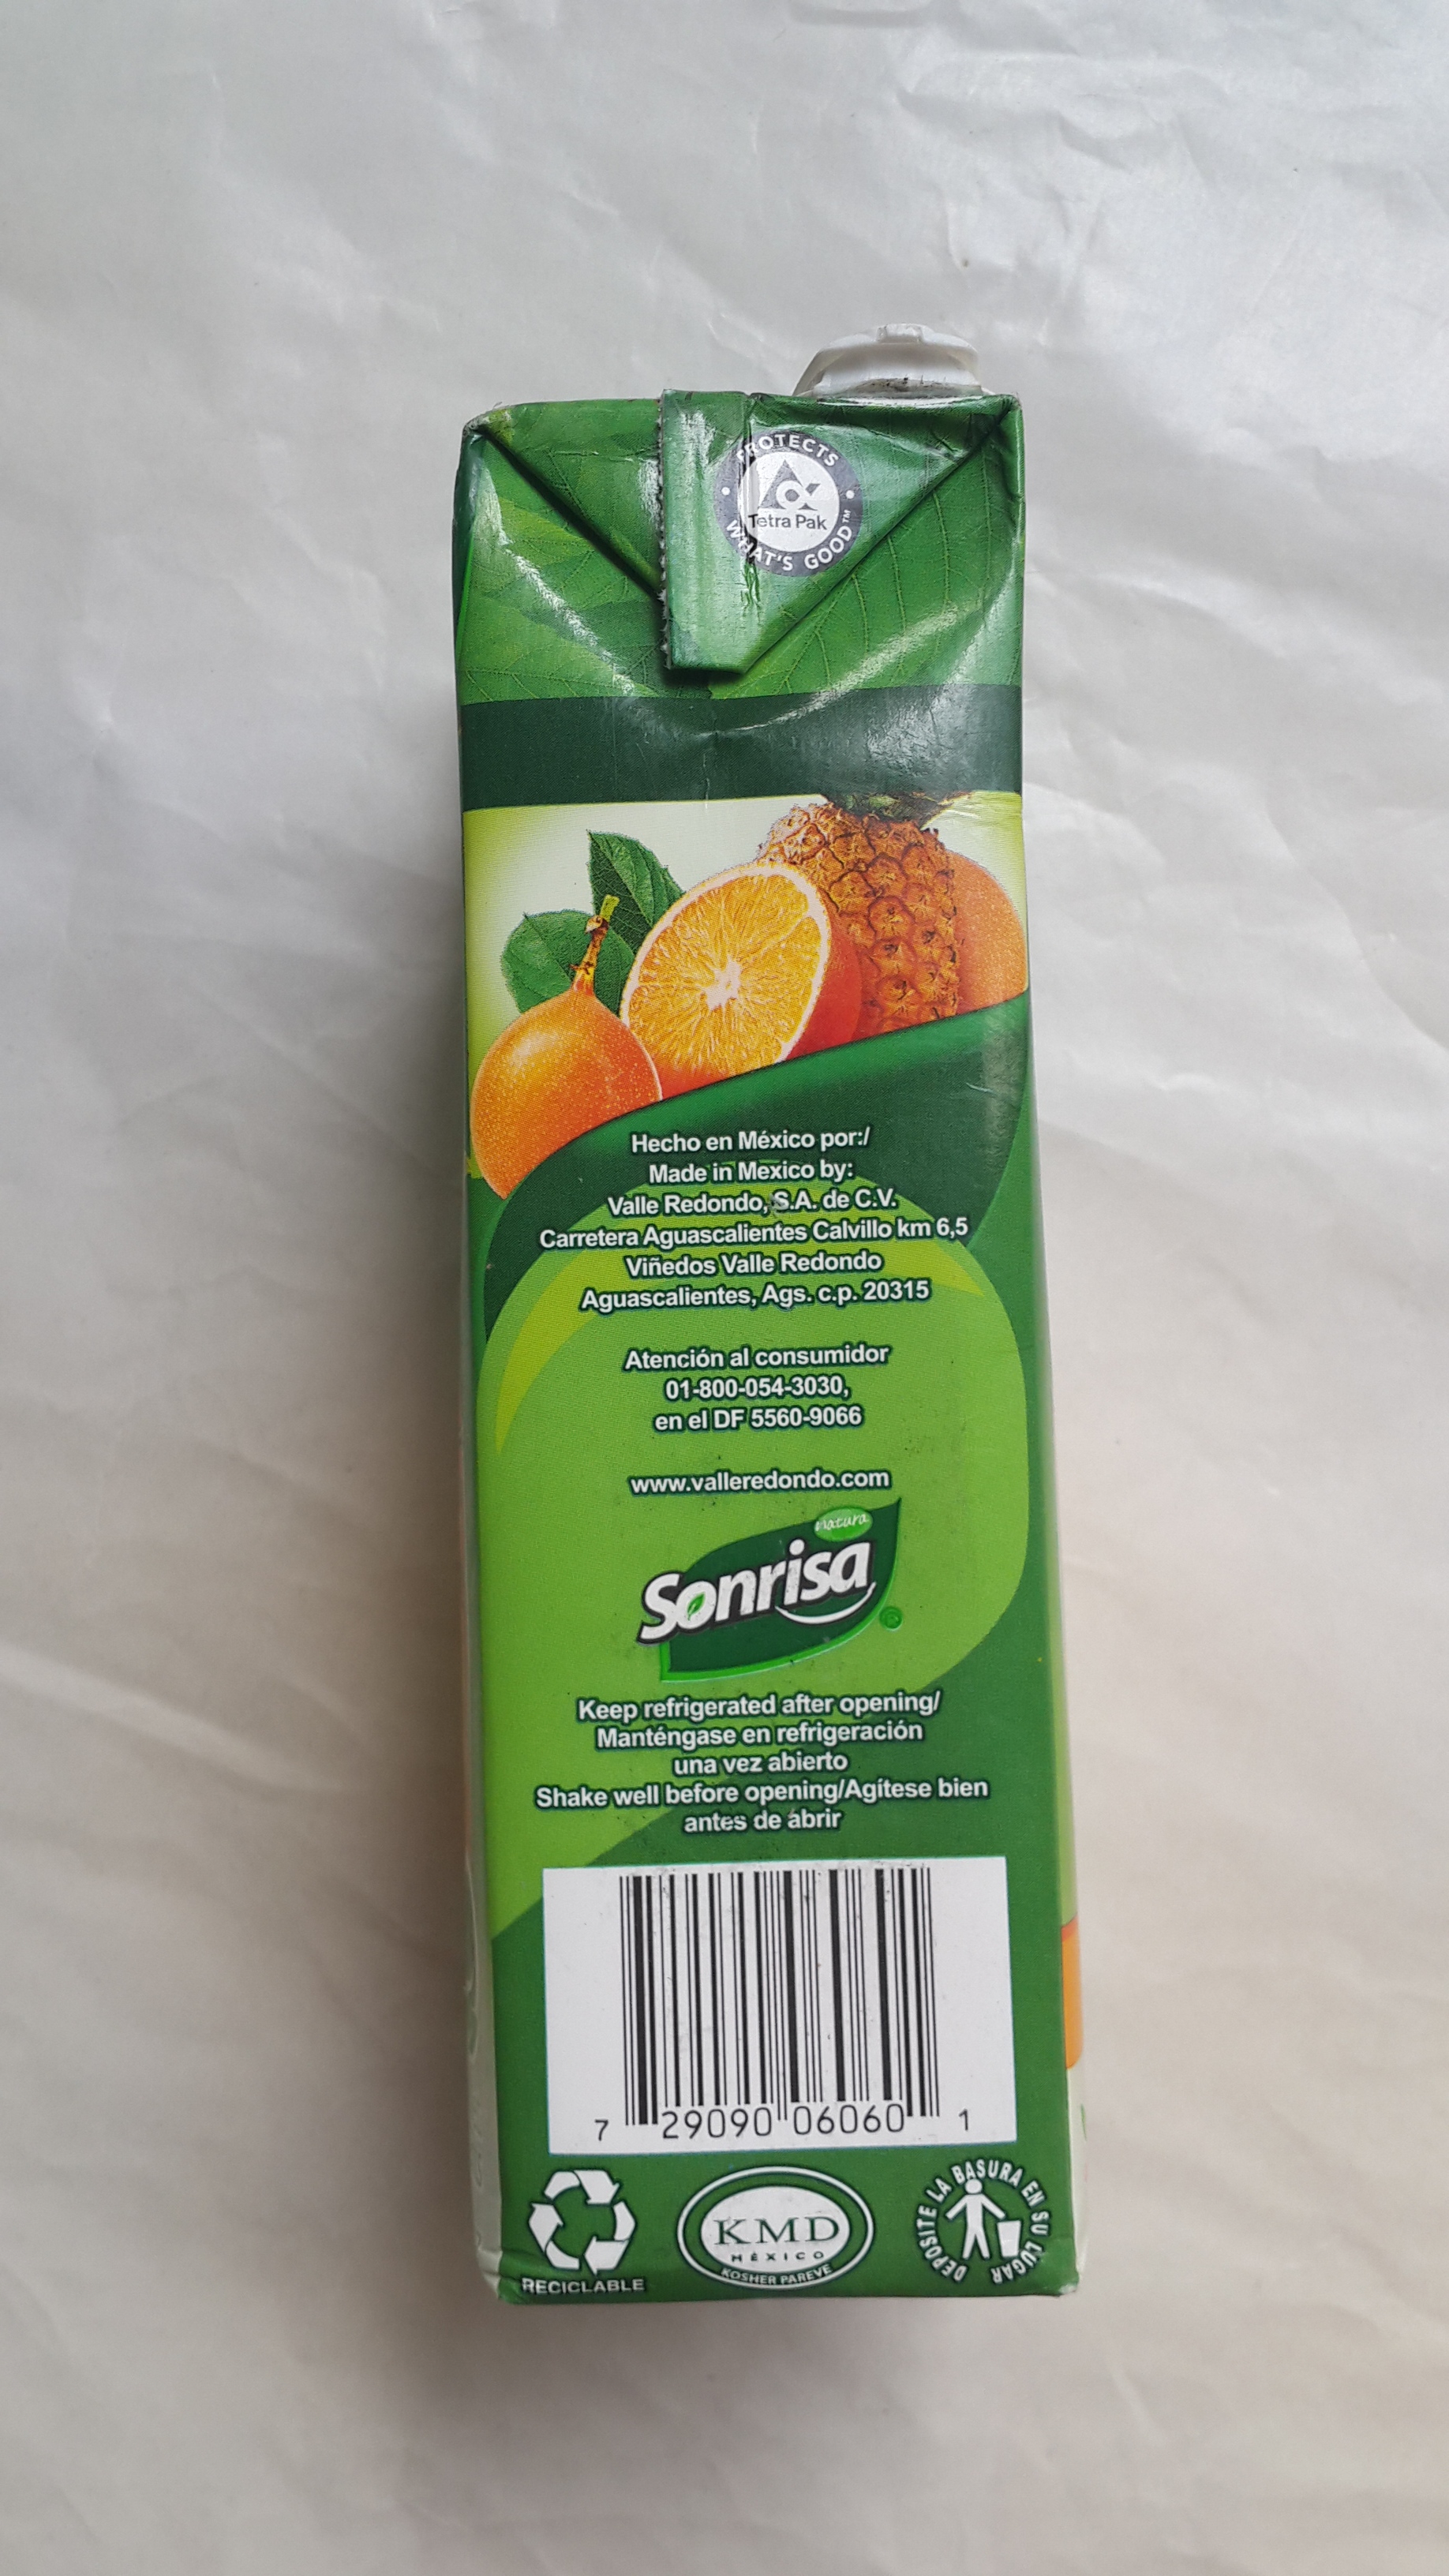 PROTECTS
Tetra Pak
WHAT'S GOOD™
Hecho en México por:/
Made in Mexico by:
Valle Redondo, S.A. de C.V.
Carretera Aguascalientes Calvillo km 6,5
Viñedos Valle Redondo
Aguascalientes, Ags. c.p. 20315
Atención al consumidor
01-800-054-3030,
en el DF 5560-9066
www.valleredondo.com
natura
Sonrisa
®
Keep refrigerated after opening/
Manténgase en refrigeración
una vez abierto
Shake well before opening/Agítese bien
antes de abrir
7 29090 06060 1
RECICLABLE
KMD
MÉXICO
KOSHER PAREVE
DEPOSITE LA BASURA EN SU LUGAR